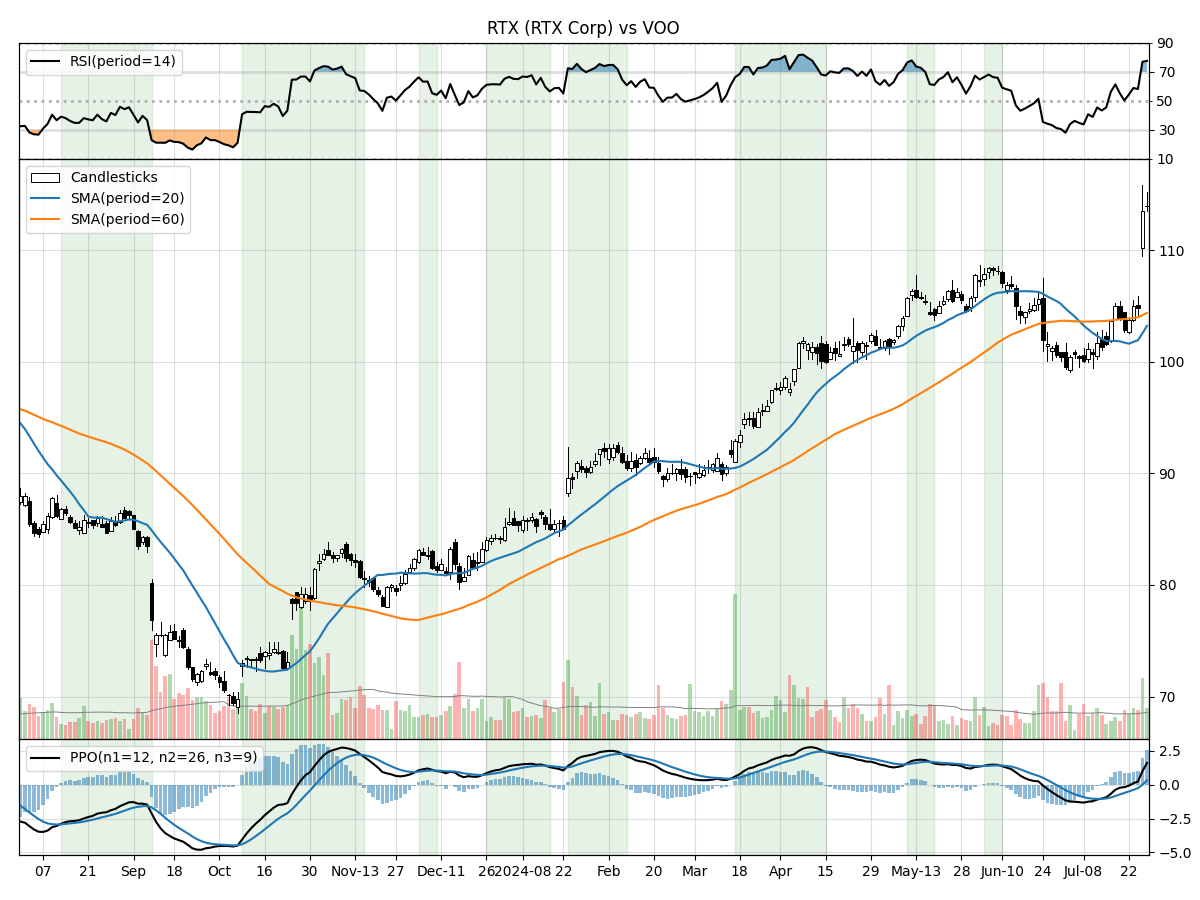 RTX (RTX Corp) vs VOO
RSI(period=14)
90
70
50
30
10
Candlesticks
SMA(period=20)
SMA(period=60)
110
100
90
80
70
PPO(n1=12, n2=26, n3=9)
2.5
0.0
−2.5
−5.0
07 21 Sep 18 Oct 16 30 Nov-13 27 Dec-11 26 2024-08 22 Feb 20 Mar 18 Apr 15 29 May-13 28 Jun-10 24 Jul-08 22